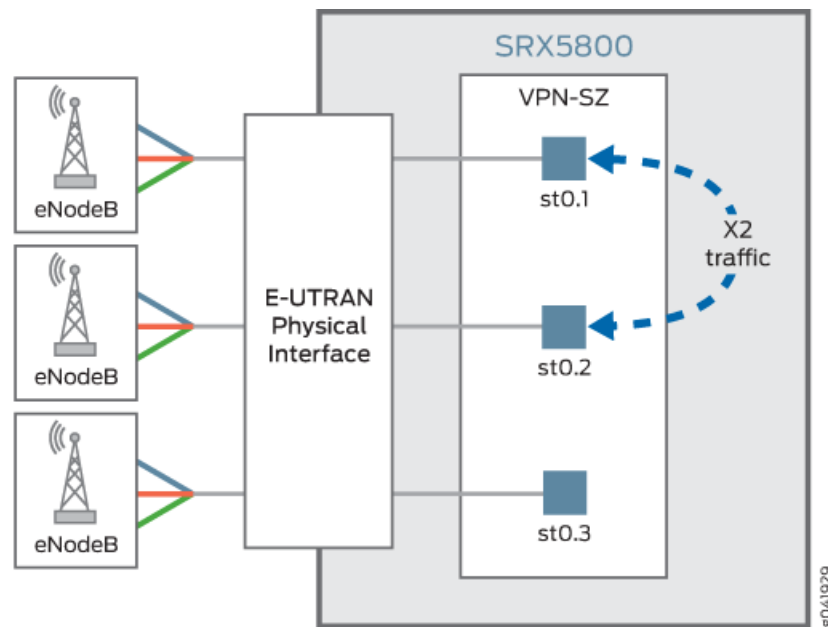 SRX5800
VPN-SZ
eNodeB
eNodeB
eNodeB
E-UTRAN
Physical
Interface
st0.1
st0.2
st0.3
X2
traffic
g041929